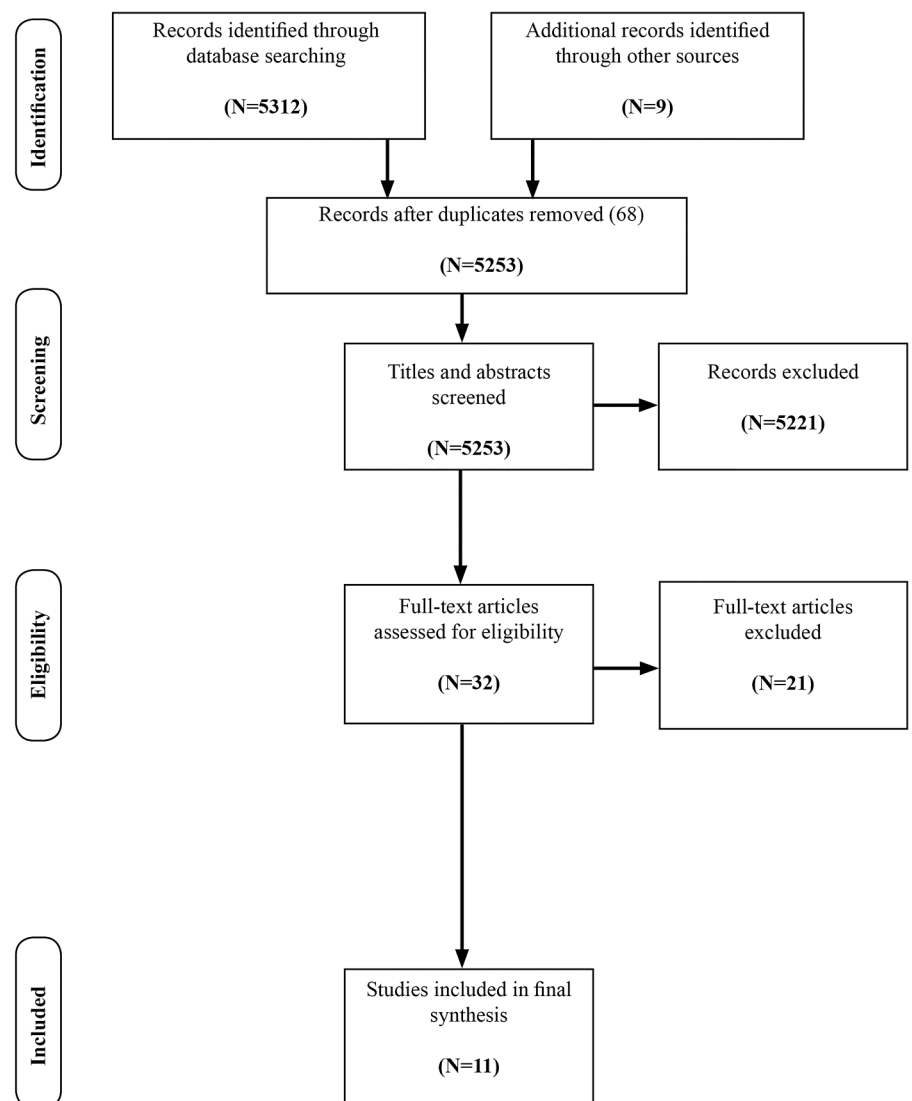 Identification
Records identified through
database searching
(N=5312)
Additional records identified
through other sources
(N=9)
Records after duplicates removed (68)
(N=5253)
Screening
Titles and abstracts
screened
(N=5253)
Records excluded
(N=5221)
Eligibility
Full-text articles
assessed for eligibility
(N=32)
Full-text articles
excluded
(N=21)
Included
Studies included in final
synthesis
(N=11)